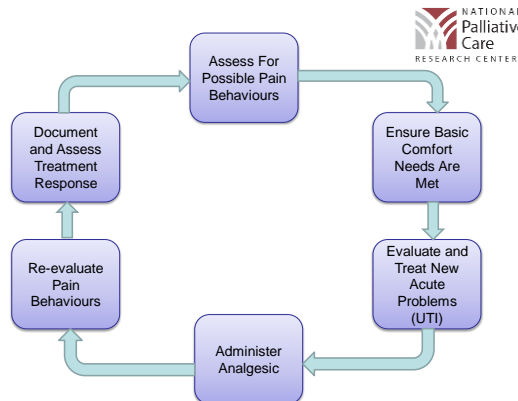 NATIONAL
Palliative
Care
RESEARCH CENTER
Assess For
Possible Pain
Behaviours
Ensure Basic
Comfort
Needs Are
Met
Evaluate and
Treat New
Acute
Problems
(UTI)
Administer
Analgesic
Re-evaluate
Pain
Behaviours
Document
and Assess
Treatment
Response